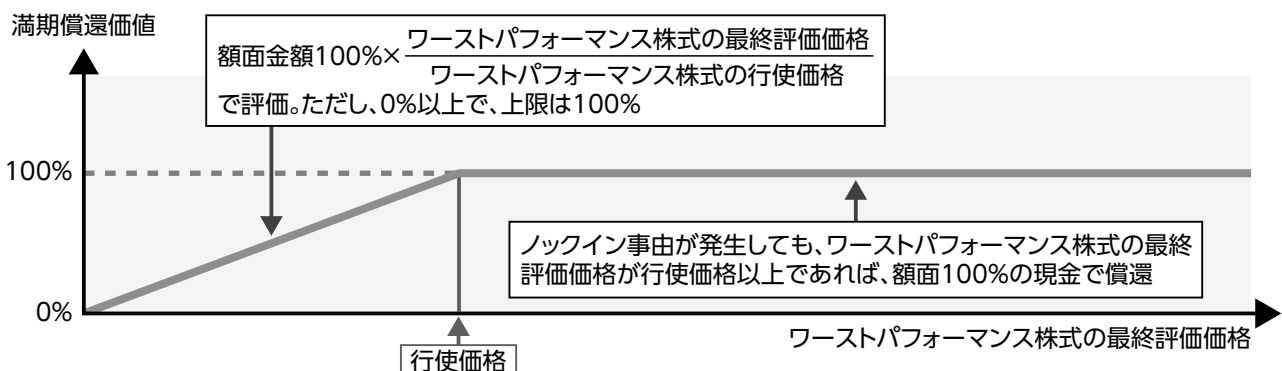 満期償還価値
額面金額100%×ワーストパフォーマンス株式の最終評価価格
ワーストパフォーマンス株式の行使価格
で評価。ただし、0%以上で、上限は100%
100%
ノックイン事由が発生しても、ワーストパフォーマンス株式の最終
評価価格が行使価格以上であれば、額面100%の現金で償還
0%
ワーストパフォーマンス株式の最終評価価格
行使価格